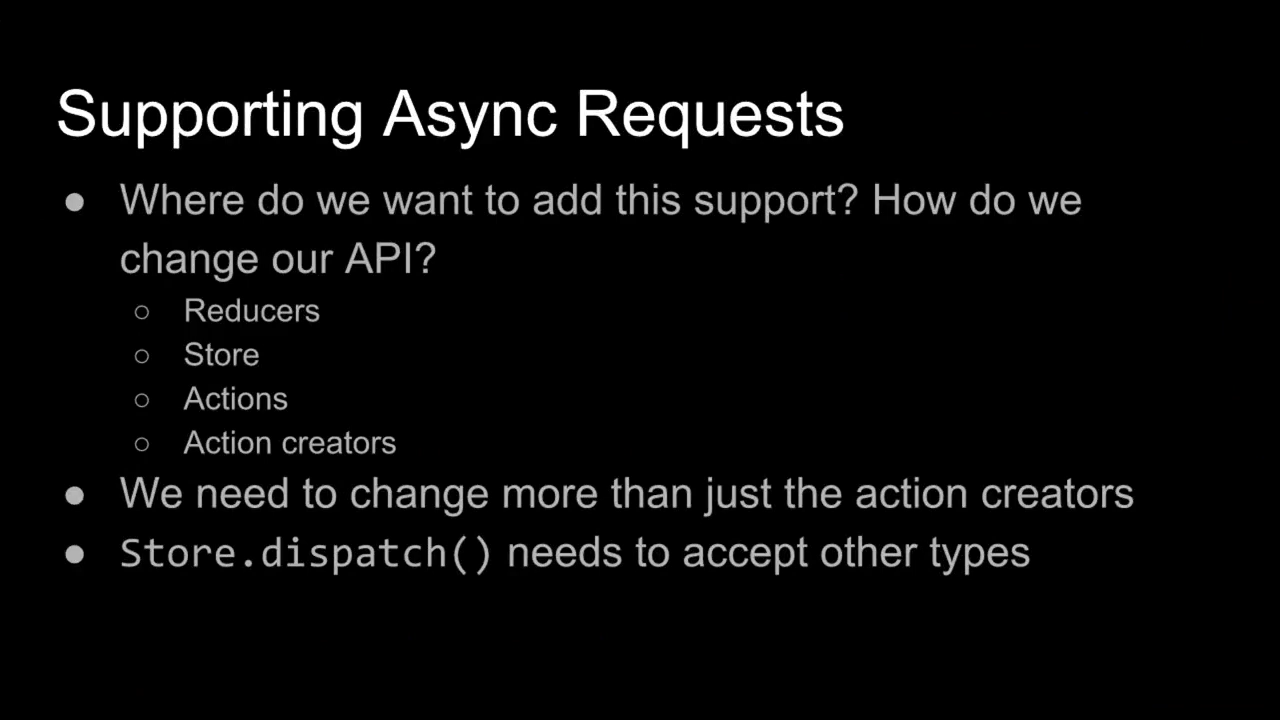 Supporting Async Requests
● Where do we want to add this support? How do we
change our API?
○ Reducers
○ Store
○ Actions
○ Action creators
● We need to change more than just the action creators
● Store.dispatch() needs to accept other types